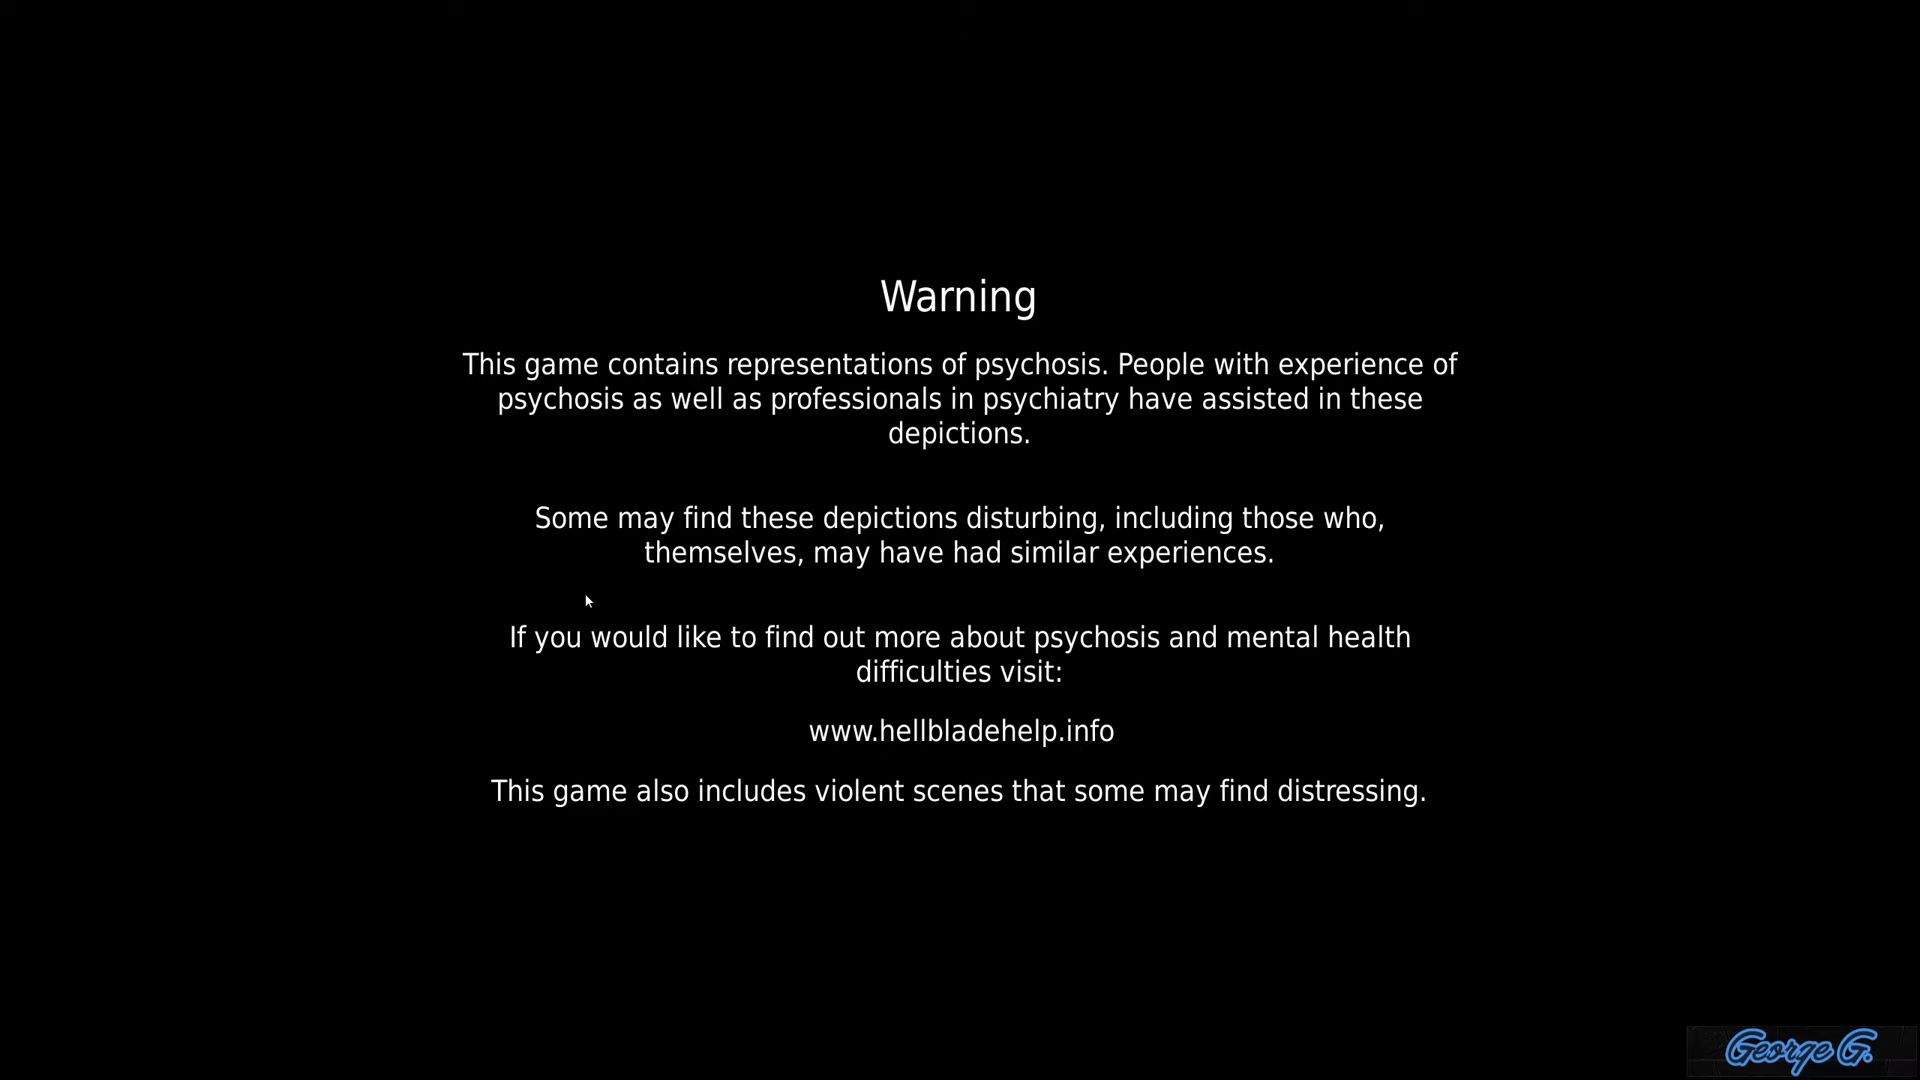 Warning
This game contains representations of psychosis. People with experience of
psychosis as well as professionals in psychiatry have assisted in these
depictions.
Some may find these depictions disturbing, including those who,
themselves, may have had similar experiences.
If you would like to find out more about psychosis and mental health
difficulties visit:
www.hellbladehelp.info
This game also includes violent scenes that some may find distressing.
George G.